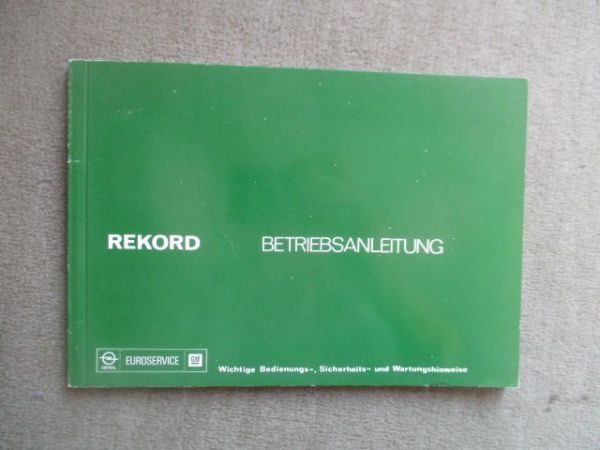 REKORD BETRIEBSANLEITUNG
OPEL EUROSERVICE GM
Wichtige Bedienungs-, Sicherheits- und Wartungshinweise